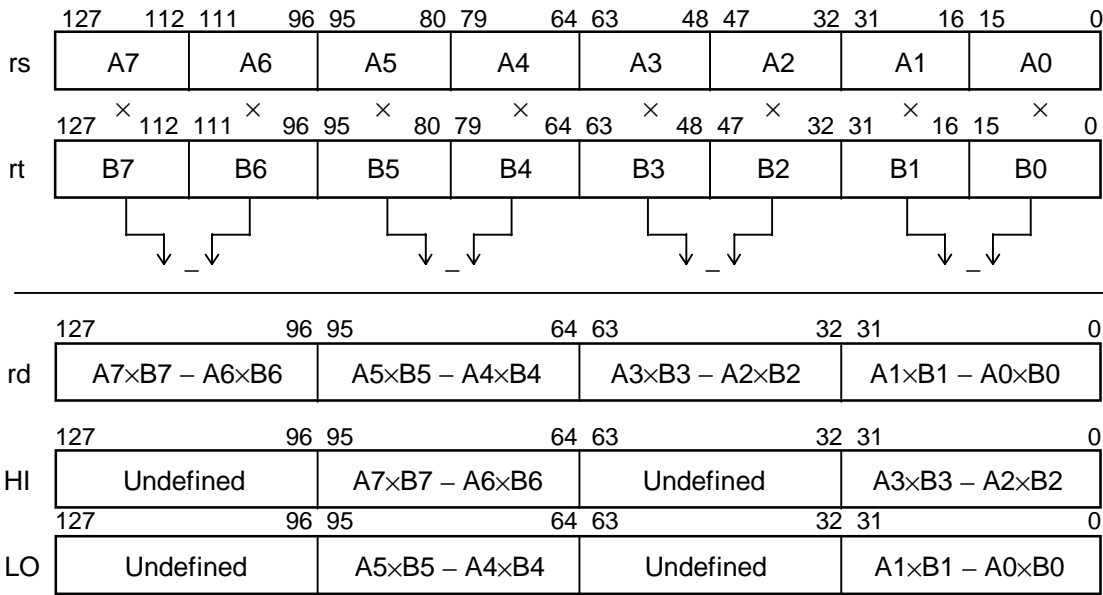 127 112 111 96 95 80 79 64 63 48 47 32 31 16 15 0
rs A7 A6 A5 A4 A3 A2 A1 A0
× × × × × × × ×
127 112 111 96 95 80 79 64 63 48 47 32 31 16 15 0
rt B7 B6 B5 B4 B3 B2 B1 B0
– – – –
127 96 95 64 63 32 31 0
rd A7×B7 – A6×B6 A5×B5 – A4×B4 A3×B3 – A2×B2 A1×B1 – A0×B0
127 96 95 64 63 32 31 0
HI Undefined A7×B7 – A6×B6 Undefined A3×B3 – A2×B2
127 96 95 64 63 32 31 0
LO Undefined A5×B5 – A4×B4 Undefined A1×B1 – A0×B0